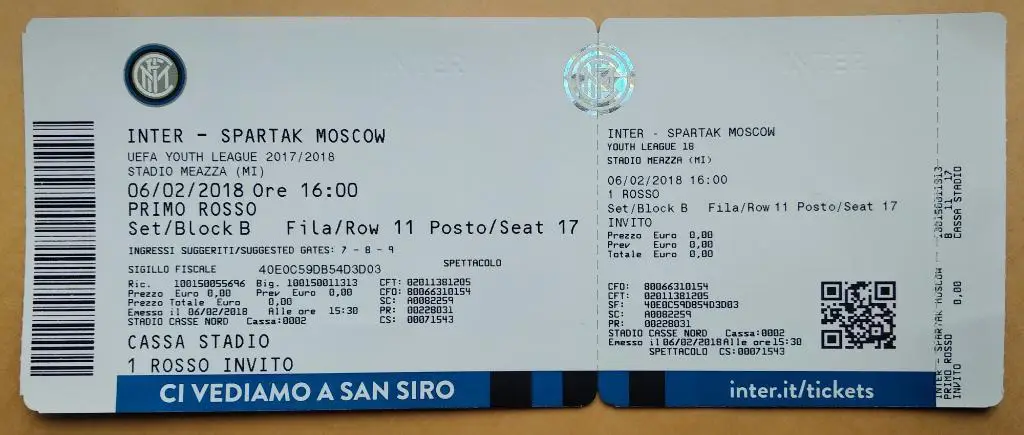 INTER - SPARTAK MOSCOW
UEFA YOUTH LEAGUE 2017/2018
STADIO MEAZZA (MI)
06/02/2018 Ore 16:00
PRIMO ROSSO
Set/Block B Fila/Row 11 Posto/Seat 17
INGRESSI SUGGERITI/SUGGESTED GATES: 7 - 8 - 9
SPETTACOLO
SIGILLO FISCALE 40E0C59DB54D3D03
Ric. 100150055696 Big. 100150011313
Prezzo Euro 0,00 Prev Euro 0,00
Prezzo Totale Euro 0,00
Emesso il 06/02/2018 Alle ore 15:30
STADIO CASSE NORD Cassa:0002
CFT: 02011381205
CFO: 80066310154
SC: A0082259
PR: 00228031
CS: 00071543
CASSA STADIO
1 ROSSO INVITO
CI VEDIAMO A SAN SIRO
INTER
INTER - SPARTAK MOSCOW
YOUTH LEAGUE 18
STADIO MEAZZA (MI)
06/02/2018 16:00
1 ROSSO
Set/Block B Fila/Row 11 Posto/Seat 17
INVITO
Prezzo Euro 0,00
Prev Euro 0,00
Totale Euro 0,00
CFO: 80066310154
CFT: 02011381205
SF: 40E0C59DB54D3D03
SC: A0082259
PR: 00228031
STADIO CASSE NORD Cassa:0002
Emesso il 06/02/2018 Alle ore 15:30
SPETTACOLO CS:00071543
inter.it/tickets
INTER
100150011313
B 11 17
CASSA STADIO
INTER - SPARTAK MOSCOW
PRIMO ROSSO
INVITO 0,00